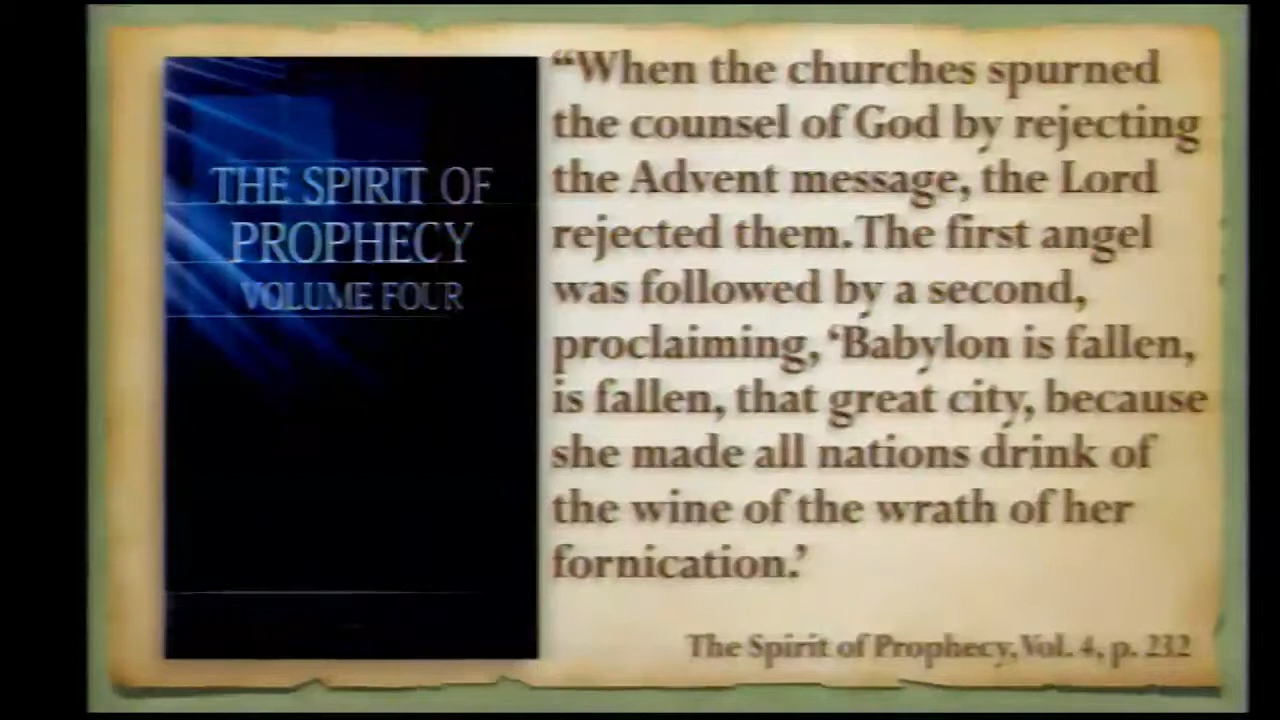 THE SPIRIT OF
PROPHECY
VOLUME FOUR
“When the churches spurned
the counsel of God by rejecting
the Advent message, the Lord
rejected them. The first angel
was followed by a second,
proclaiming, ‘Babylon is fallen,
is fallen, that great city, because
she made all nations drink of
the wine of the wrath of her
fornication.’
The Spirit of Prophecy, Vol. 4, p. 232